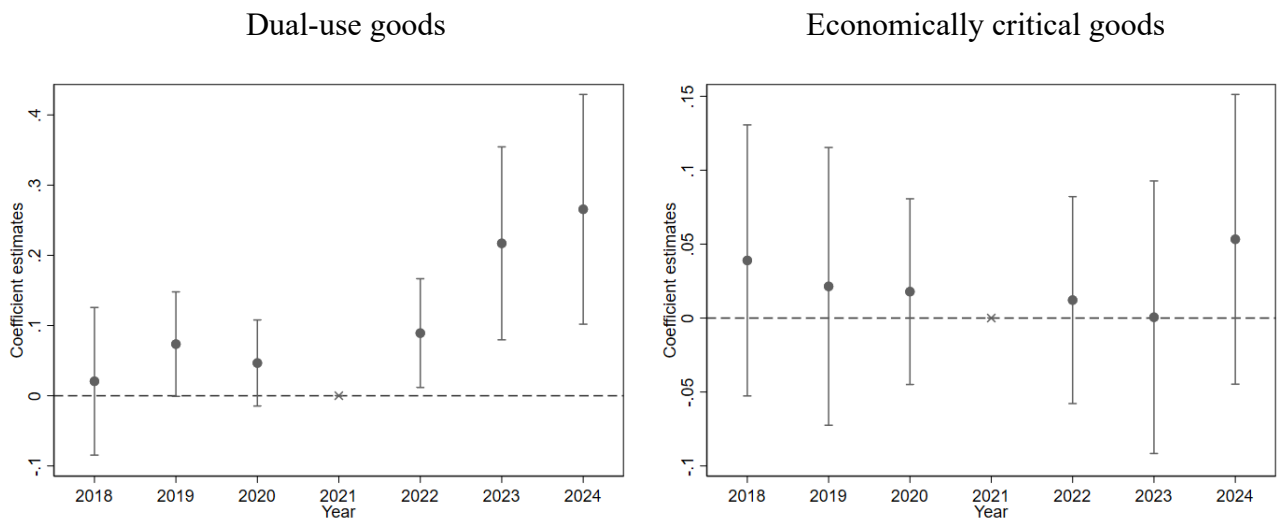 Dual-use goods
Coefficient estimates
.4
.3
.2
.1
0
-.1
2018 2019 2020 2021 2022 2023 2024
Year
Economically critical goods
Coefficient estimates
.15
.1
.05
0
-.05
-.1
2018 2019 2020 2021 2022 2023 2024
Year